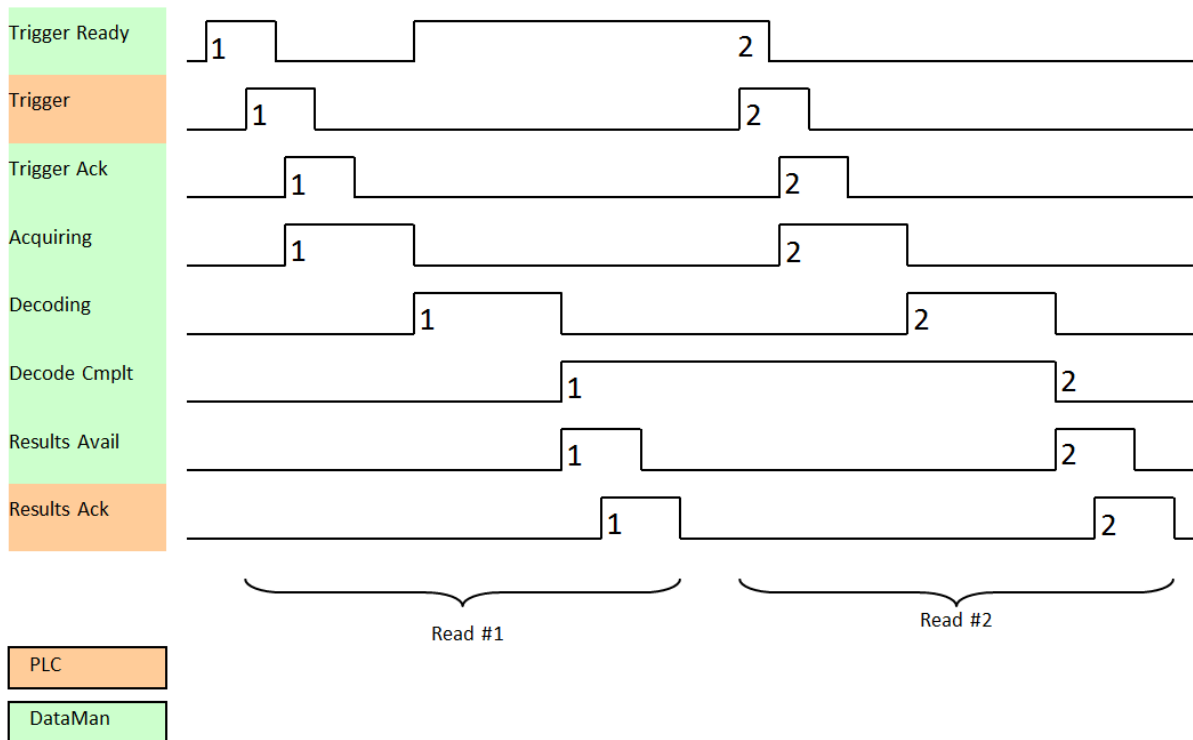 Trigger Ready 1 2
Trigger 1 2
Trigger Ack 1 2
Acquiring 1 2
Decoding 1 2
Decode Cmplt 1 2
Results Avail 1 2
Results Ack 1 2
Read #1 Read #2
PLC
DataMan